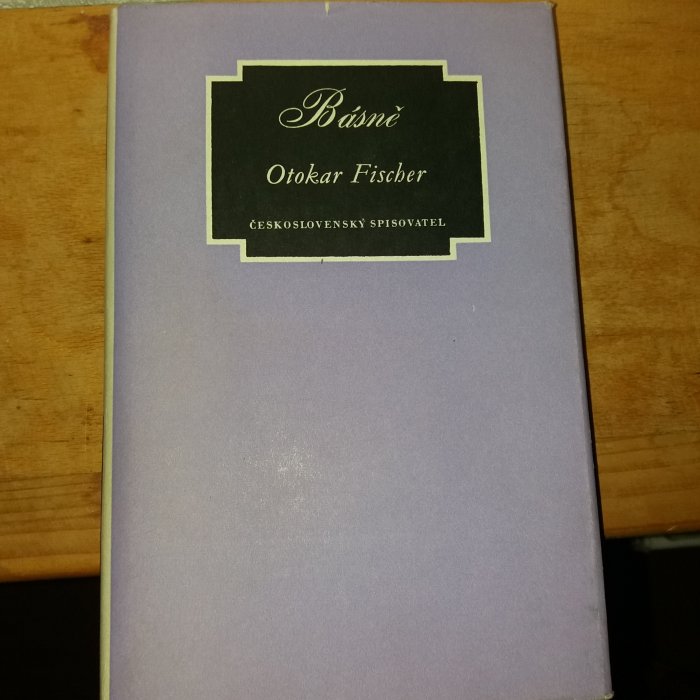 Básně
Otokar Fischer
ČESKOSLOVENSKÝ SPISOVATEL